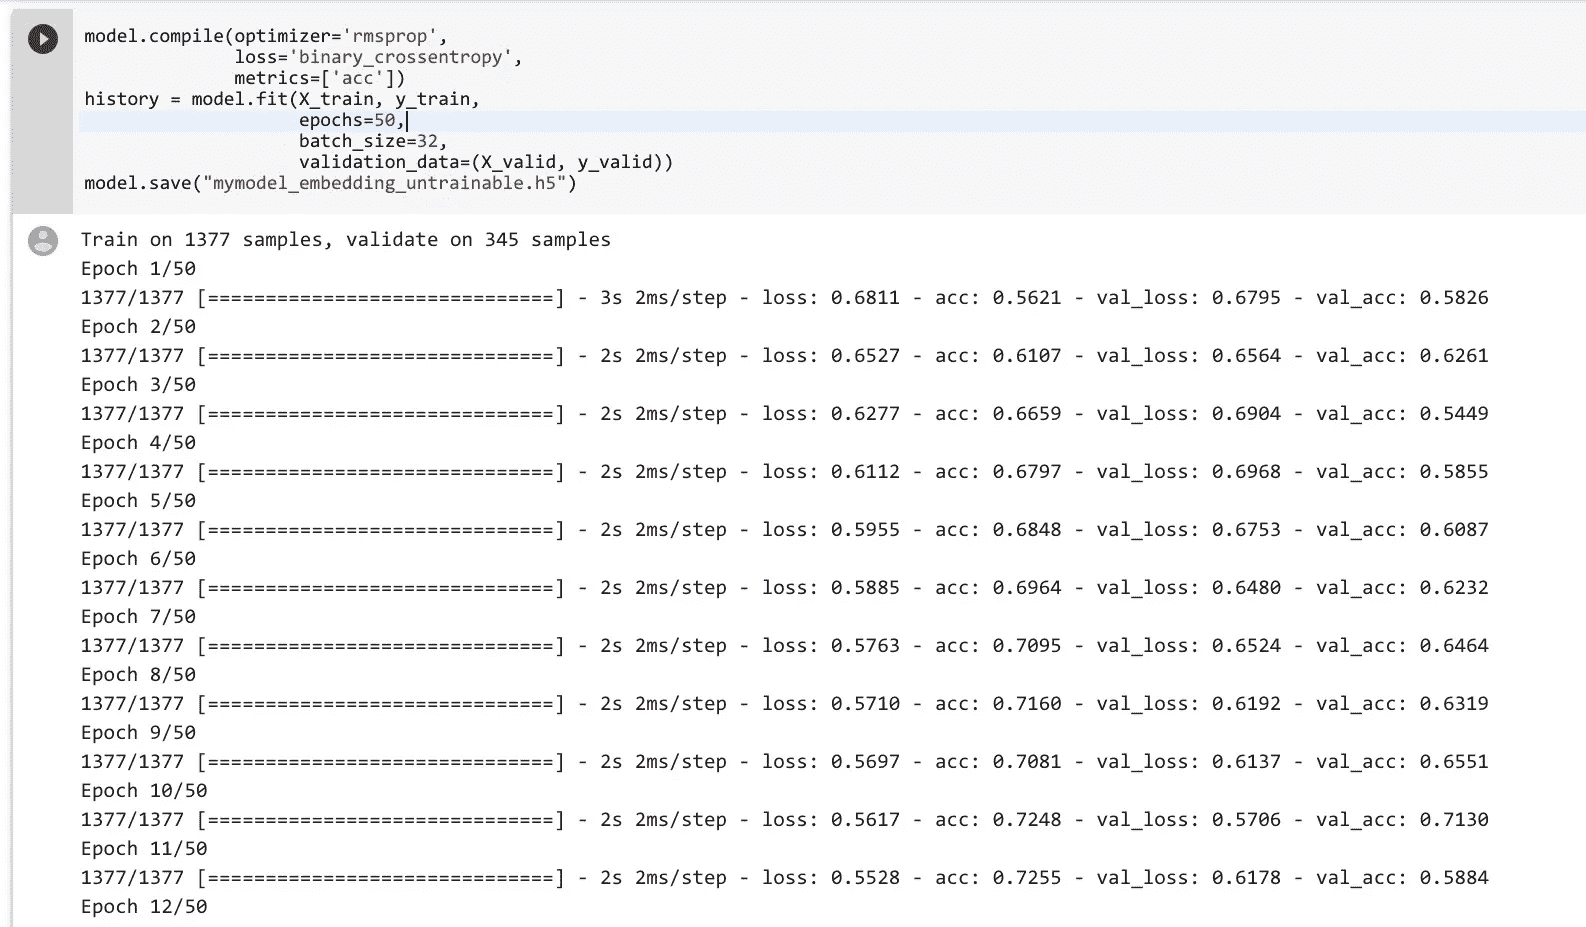 model.compile(optimizer='rmsprop',
              loss='binary_crossentropy',
              metrics=['acc'])
history = model.fit(X_train, y_train,
                    epochs=50,
                    batch_size=32,
                    validation_data=(X_valid, y_valid))
model.save("mymodel_embedding_untrainable.h5")
Train on 1377 samples, validate on 345 samples
Epoch 1/50
1377/1377 [==============================] - 3s 2ms/step - loss: 0.6811 - acc: 0.5621 - val_loss: 0.6795 - val_acc: 0.5826
Epoch 2/50
1377/1377 [==============================] - 2s 2ms/step - loss: 0.6527 - acc: 0.6107 - val_loss: 0.6564 - val_acc: 0.6261
Epoch 3/50
1377/1377 [==============================] - 2s 2ms/step - loss: 0.6277 - acc: 0.6659 - val_loss: 0.6904 - val_acc: 0.5449
Epoch 4/50
1377/1377 [==============================] - 2s 2ms/step - loss: 0.6112 - acc: 0.6797 - val_loss: 0.6968 - val_acc: 0.5855
Epoch 5/50
1377/1377 [==============================] - 2s 2ms/step - loss: 0.5955 - acc: 0.6848 - val_loss: 0.6753 - val_acc: 0.6087
Epoch 6/50
1377/1377 [==============================] - 2s 2ms/step - loss: 0.5885 - acc: 0.6964 - val_loss: 0.6480 - val_acc: 0.6232
Epoch 7/50
1377/1377 [==============================] - 2s 2ms/step - loss: 0.5763 - acc: 0.7095 - val_loss: 0.6524 - val_acc: 0.6464
Epoch 8/50
1377/1377 [==============================] - 2s 2ms/step - loss: 0.5710 - acc: 0.7160 - val_loss: 0.6192 - val_acc: 0.6319
Epoch 9/50
1377/1377 [==============================] - 2s 2ms/step - loss: 0.5697 - acc: 0.7081 - val_loss: 0.6137 - val_acc: 0.6551
Epoch 10/50
1377/1377 [==============================] - 2s 2ms/step - loss: 0.5617 - acc: 0.7248 - val_loss: 0.5706 - val_acc: 0.7130
Epoch 11/50
1377/1377 [==============================] - 2s 2ms/step - loss: 0.5528 - acc: 0.7255 - val_loss: 0.6178 - val_acc: 0.5884
Epoch 12/50